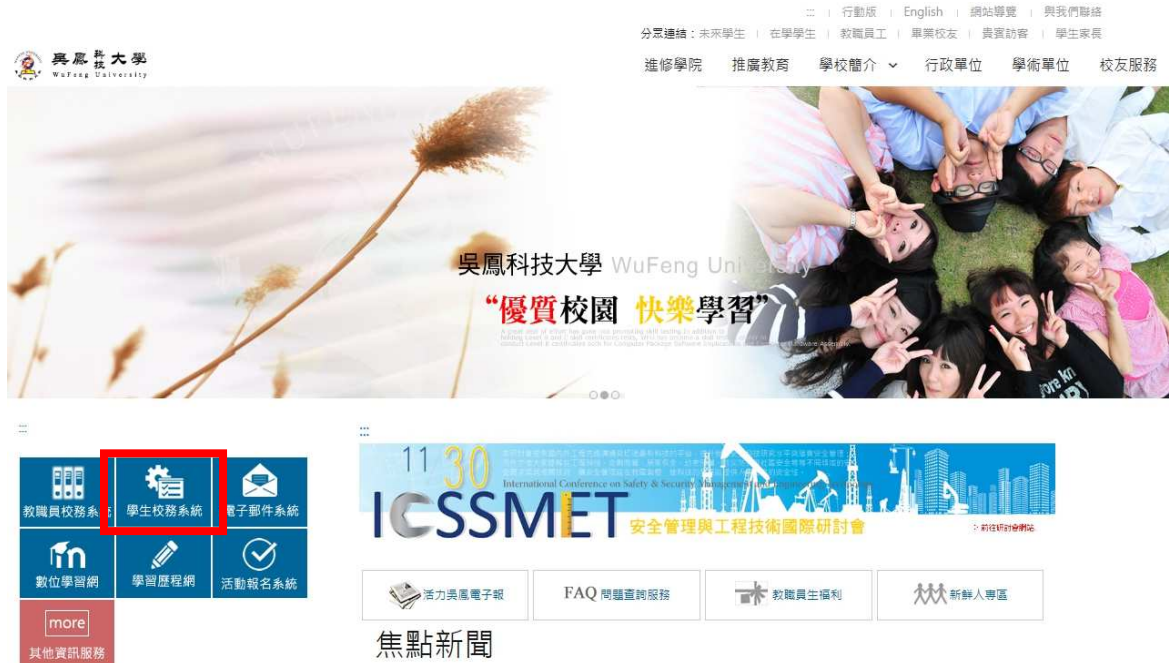 ::: | 行動版 | English | 網站導覽 | 與我們聯絡
分眾連結：未來學生 | 在學學生 | 教職員工 | 畢業校友 | 貴賓訪客 | 學生家長
吳鳳科技大學
WuFeng University
進修學院 推廣教育 學校簡介 行政單位 學術單位 校友服務
吳鳳科技大學 WuFeng University
“優質校園 快樂學習”
:::
:::
教職員校務系統 學生校務系統 電子郵件系統
數位學習網 學習歷程網 活動報名系統
more
其他資訊服務
11 30
International Conference on Safety & Security Management and Engineering Technology
ICSSMET 安全管理與工程技術國際研討會
前往研討會網站
活力吳鳳電子報 FAQ 問題查詢服務 教職員生福利 新鮮人專區
焦點新聞